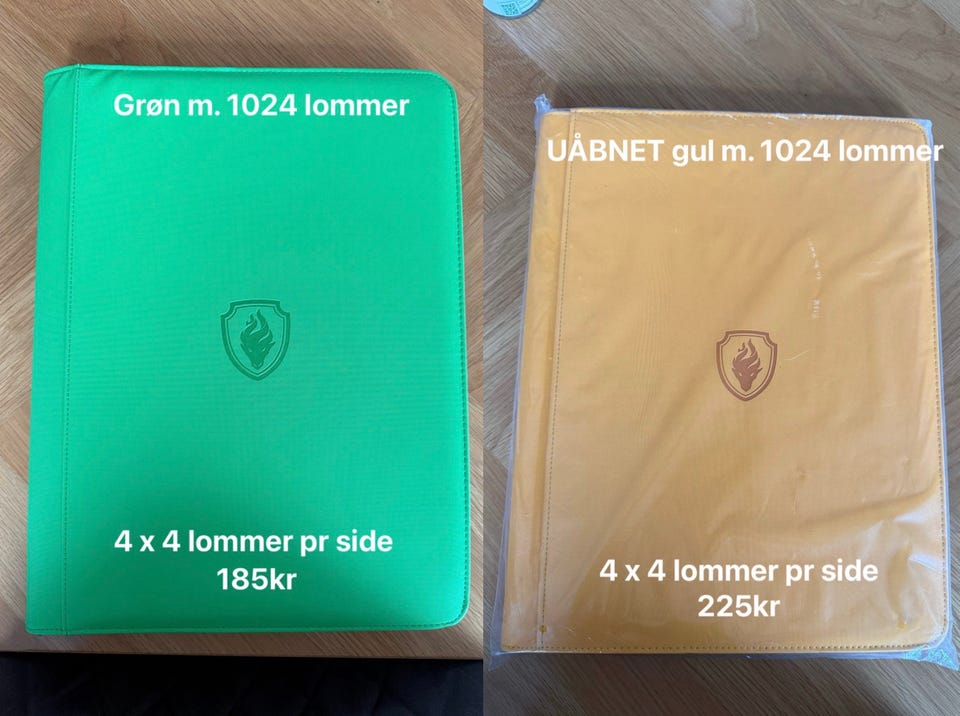 Grøn m. 1024 lommer
4 x 4 lommer pr side
185kr
UÅBNET gul m. 1024 lommer
4 x 4 lommer pr side
225kr